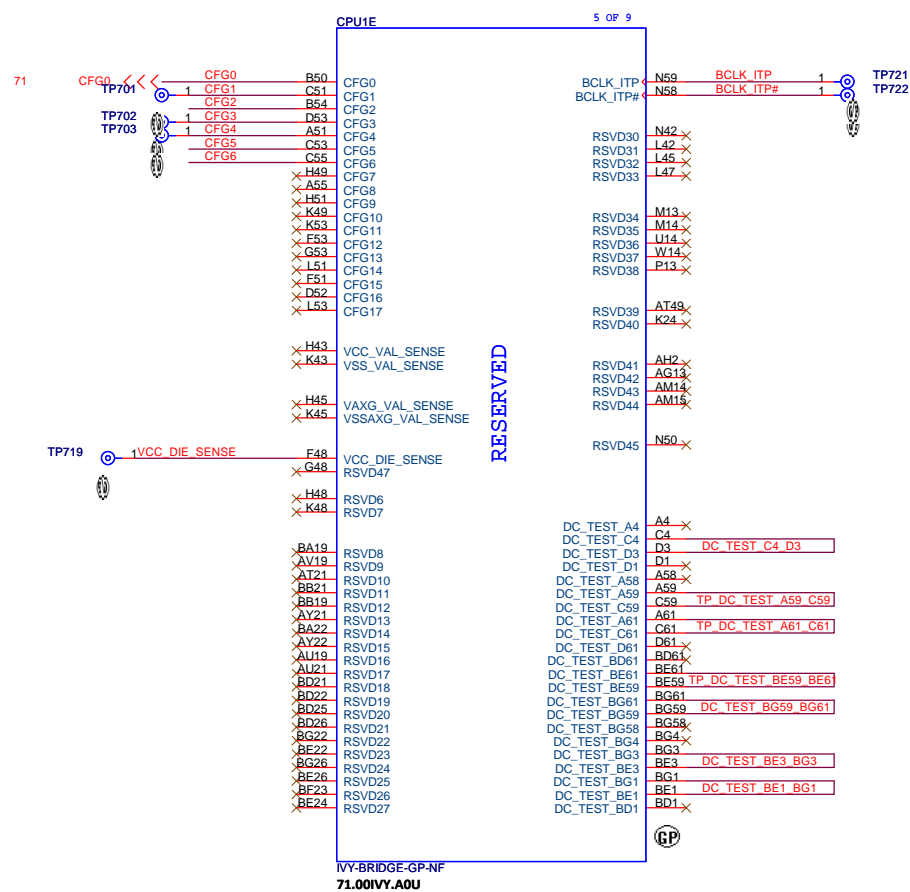 CPU1E
5 OF 9
71 CFG0 CFG0 B50 CFG0
TP701 1 CFG1 C51 CFG1
CFG2 B54 CFG2
TP702 1 CFG3 D53 CFG3
TP703 1 CFG4 A51 CFG4
CFG5 C53 CFG5
CFG6 C55 CFG6
H49 CFG7
A55 CFG8
H51 CFG9
K49 CFG10
K53 CFG11
F53 CFG12
G53 CFG13
L51 CFG14
F51 CFG15
D52 CFG16
L53 CFG17
H43 VCC_VAL_SENSE
K43 VSS_VAL_SENSE
H45 VAXG_VAL_SENSE
K45 VSSAXG_VAL_SENSE
TP719 1 VCC_DIE_SENSE F48 VCC_DIE_SENSE
G48 RSVD47
H48 RSVD6
K48 RSVD7
BA19 RSVD8
AV19 RSVD9
AT21 RSVD10
BB21 RSVD11
BB19 RSVD12
AY21 RSVD13
BA22 RSVD14
AY22 RSVD15
AU19 RSVD16
AU21 RSVD17
BD21 RSVD18
BD22 RSVD19
BD25 RSVD20
BD26 RSVD21
BG22 RSVD22
BE22 RSVD23
BG26 RSVD24
BE26 RSVD25
BF23 RSVD26
BE24 RSVD27
RESERVED
BCLK_ITP N59 BCLK_ITP 1 TP721
BCLK_ITP# N58 BCLK_ITP# 1 TP722
RSVD30 N42
RSVD31 L42
RSVD32 L45
RSVD33 L47
RSVD34 M13
RSVD35 M14
RSVD36 U14
RSVD37 W14
RSVD38 P13
RSVD39 AT49
RSVD40 K24
RSVD41 AH2
RSVD42 AG13
RSVD43 AM14
RSVD44 AM15
RSVD45 N50
DC_TEST_A4 A4
DC_TEST_C4 C4
DC_TEST_D3 D3 DC_TEST_C4_D3
DC_TEST_D1 D1
DC_TEST_A58 A58
DC_TEST_A59 A59
DC_TEST_C59 C59 TP_DC_TEST_A59_C59
DC_TEST_A61 A61
DC_TEST_C61 C61 TP_DC_TEST_A61_C61
DC_TEST_D61 D61
DC_TEST_BD61 BD61
DC_TEST_BE61 BE61
DC_TEST_BE59 BE59 TP_DC_TEST_BE59_BE61
DC_TEST_BG61 BG61
DC_TEST_BG59 BG59 DC_TEST_BG59_BG61
DC_TEST_BG58 BG58
DC_TEST_BG4 BG4
DC_TEST_BG3 BG3
DC_TEST_BE3 BE3 DC_TEST_BE3_BG3
DC_TEST_BG1 BG1
DC_TEST_BE1 BE1 DC_TEST_BE1_BG1
DC_TEST_BD1 BD1
GP
IVY-BRIDGE-GP-NF
71.00IVY.A0U